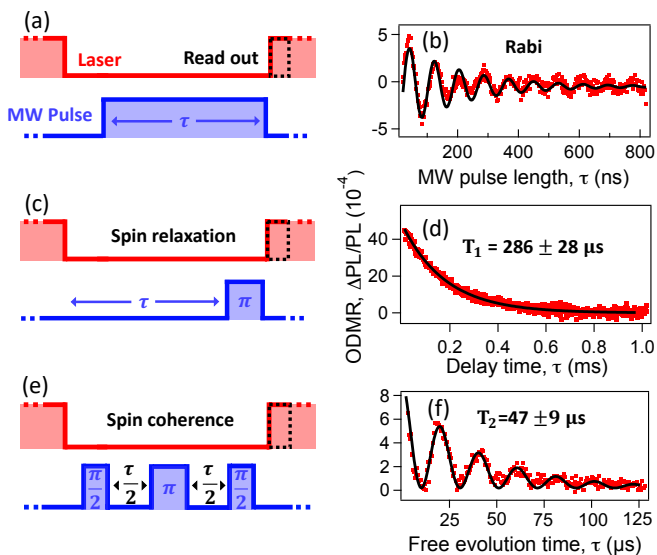 (a)
Laser
Read out
MW Pulse
τ
(b)
Rabi
5
0
-5
200 400 600 800
MW pulse length, τ (ns)
(c)
Spin relaxation
τ
π
(d)
T₁ = 286 ± 28 μs
40
20
0
0.2 0.4 0.6 0.8 1.0
Delay time, τ (ms)
ODMR, ΔPL/PL (10⁻⁴)
(e)
Spin coherence
π/2
τ/2
π
τ/2
π/2
(f)
T₂=47 ±9 μs
8
6
4
2
0
25 50 75 100 125
Free evolution time, τ (μs)